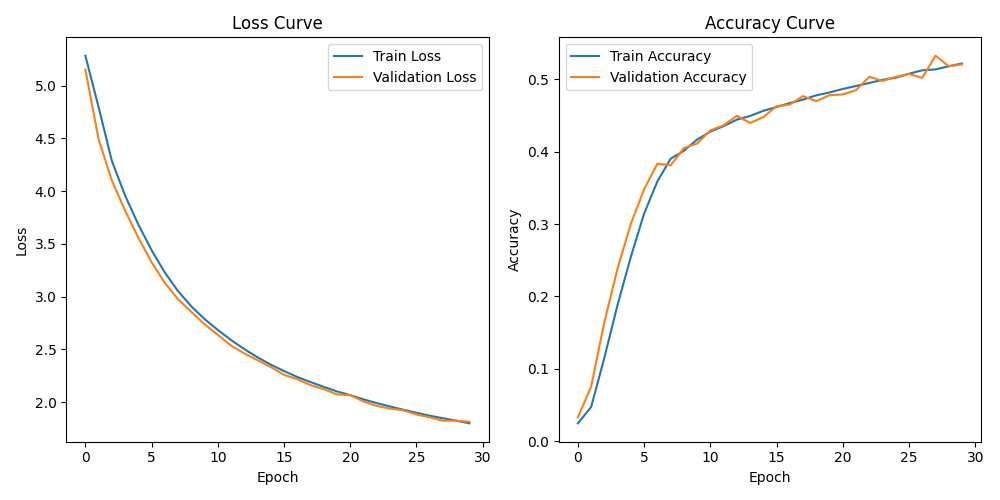 Loss Curve
Train Loss
Validation Loss
5.0
4.5
4.0
3.5
3.0
2.5
2.0
Loss
0 5 10 15 20 25 30
Epoch
Accuracy Curve
Train Accuracy
Validation Accuracy
0.5
0.4
0.3
0.2
0.1
0.0
Accuracy
0 5 10 15 20 25 30
Epoch